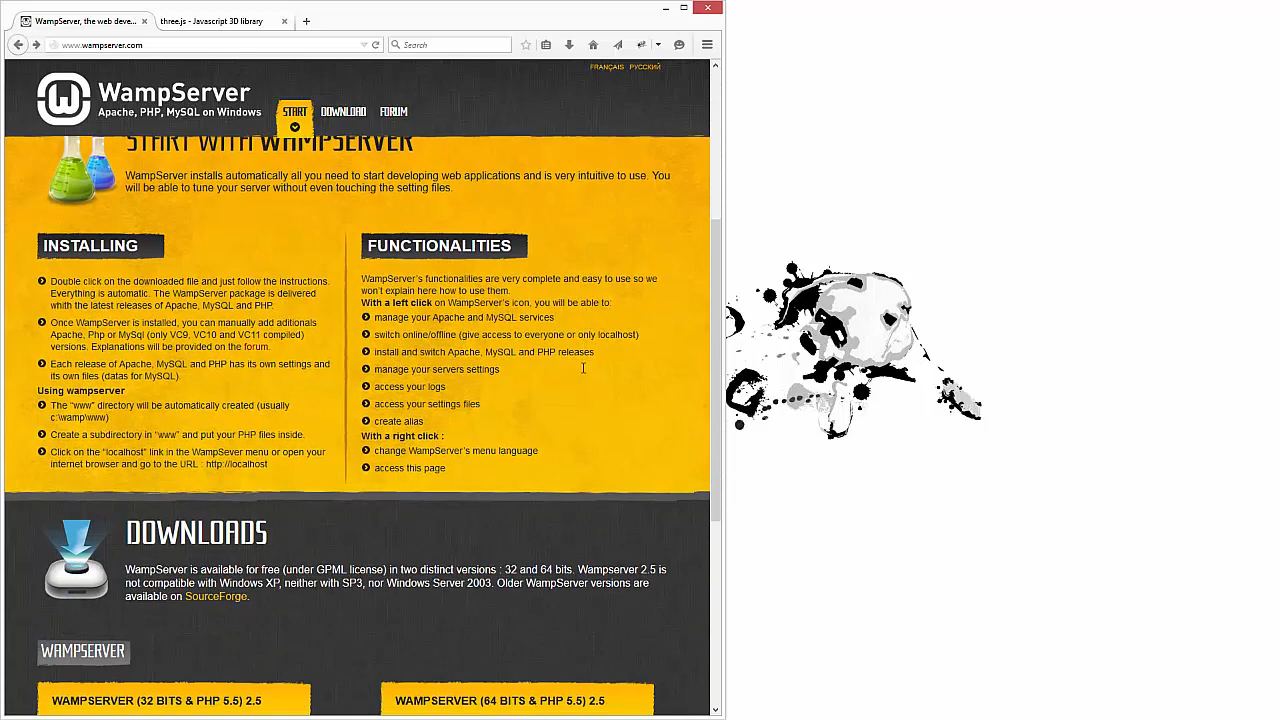 WampServer, the web deve...
three.js - Javascript 3D library
www.wampserver.com
Search
FRANÇAIS РУССКИЙ
WampServer
Apache, PHP, MySQL on Windows
START DOWNLOAD FORUM
START WITH WAMPSERVER
WampServer installs automatically all you need to start developing web applications and is very intuitive to use. You
will be able to tune your server without even touching the setting files.
INSTALLING
Double click on the downloaded file and just follow the instructions.
Everything is automatic. The WampServer package is delivered
whith the latest releases of Apache, MySQL and PHP.
Once WampServer is installed, you can manually add aditionals
Apache, Php or MySql (only VC9, VC10 and VC11 compiled)
versions. Explanations will be provided on the forum.
Each release of Apache, MySQL and PHP has its own settings and
its own files (datas for MySQL).
Using wampserver
The “www” directory will be automatically created (usually
c:\wamp\www)
Create a subdirectory in “www” and put your PHP files inside.
Click on the “localhost” link in the WampSever menu or open your
internet browser and go to the URL : http://localhost
FUNCTIONALITIES
WampServer’s functionalities are very complete and easy to use so we
won’t explain here how to use them.
With a left click on WampServer’s icon, you will be able to:
manage your Apache and MySQL services
switch online/offline (give access to everyone or only localhost)
install and switch Apache, MySQL and PHP releases
manage your servers settings
access your logs
access your settings files
create alias
With a right click :
change WampServer’s menu language
access this page
DOWNLOADS
WampServer is available for free (under GPML license) in two distinct versions : 32 and 64 bits. Wampserver 2.5 is
not compatible with Windows XP, neither with SP3, nor Windows Server 2003. Older WampServer versions are
available on SourceForge.
WAMPSERVER
WAMPSERVER (32 BITS & PHP 5.5) 2.5
WAMPSERVER (64 BITS & PHP 5.5) 2.5